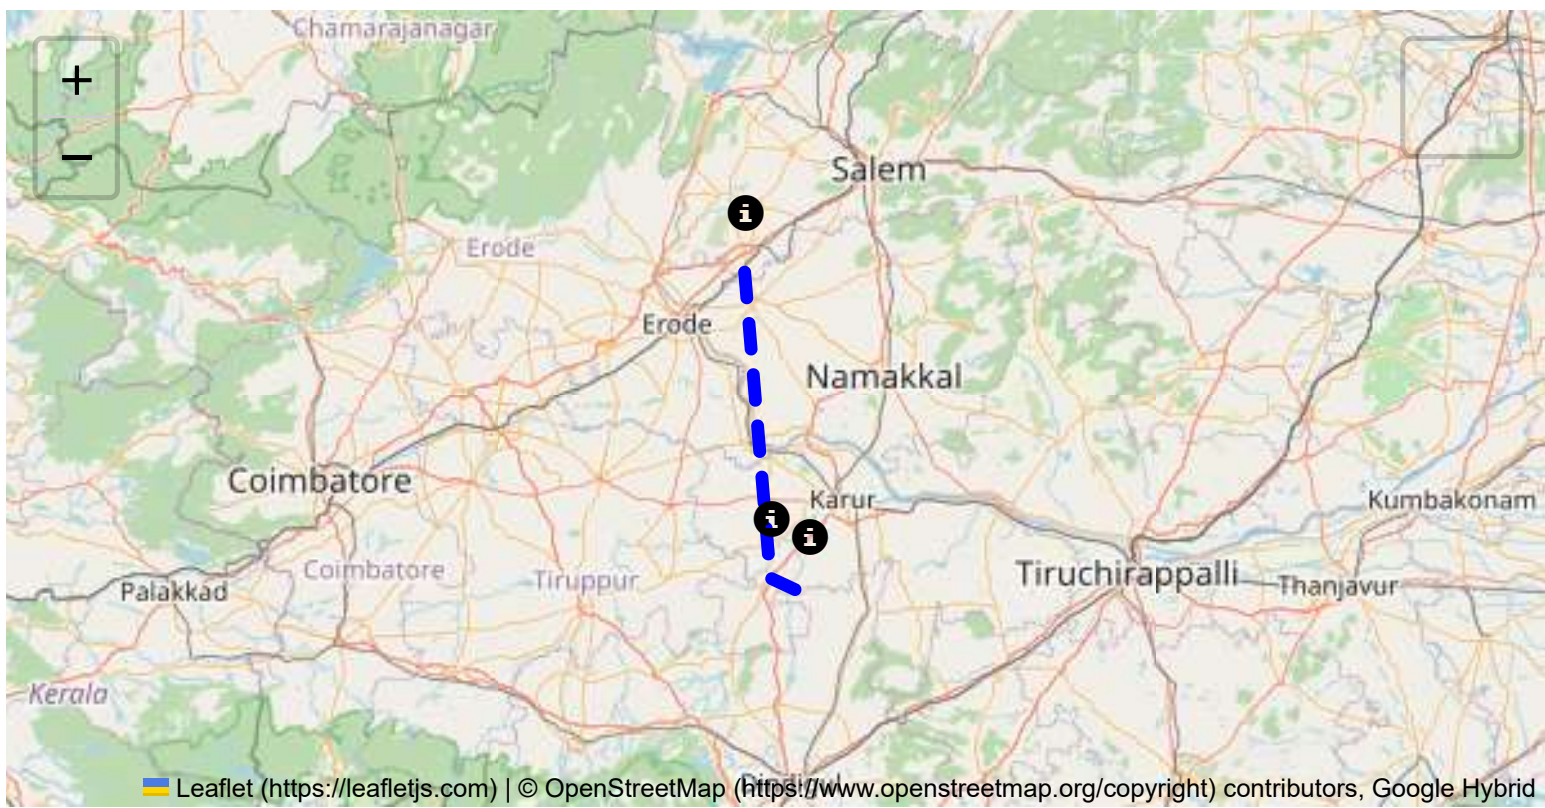 Chamarajanagar
+
−
Salem
i
Erode
Erode
Namakkal
Coimbatore
Karur
Kumbakonam
i
i
Coimbatore
Tiruppur
Tiruchirappalli
Thanjavur
Palakkad
Kerala
Dindigul
Leaflet (https://leafletjs.com) | © OpenStreetMap (https://www.openstreetmap.org/copyright) contributors, Google Hybrid